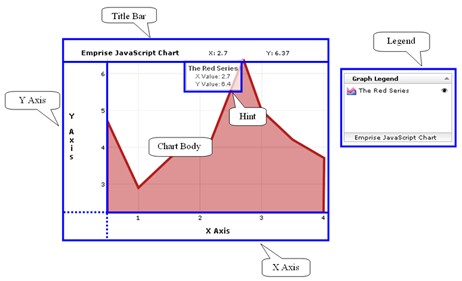 Title Bar
Emprise JavaScript Chart X: 2.7 Y: 6.37
Legend
Graph Legend
The Red Series
Emprise JavaScript Chart
The Red Series
X Value: 2.7
Y Value: 6.4
Hint
Chart Body
Y Axis
Y Axis
6
5
4
3
1
2
3
4
X Axis
X Axis